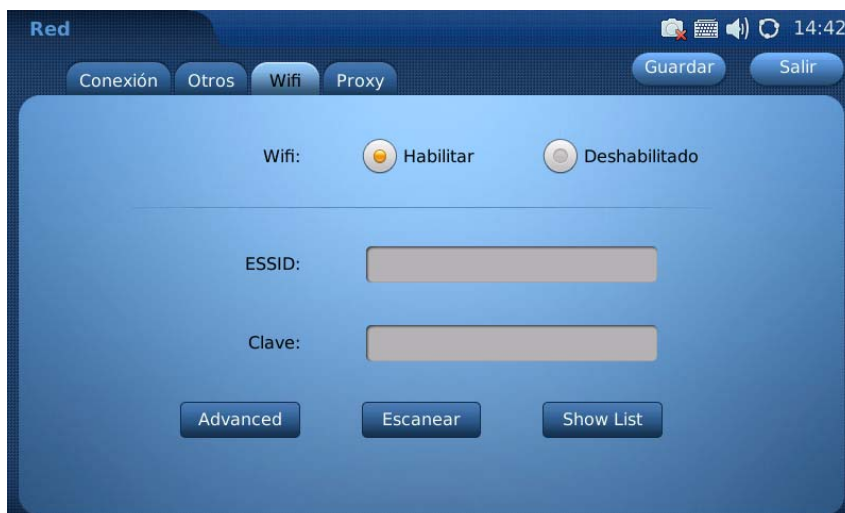 Red 14:42
Conexión Otros Wifi Proxy Guardar Salir
Wifi: Habilitar Deshabilitado
ESSID:
Clave:
Advanced Escanear Show List